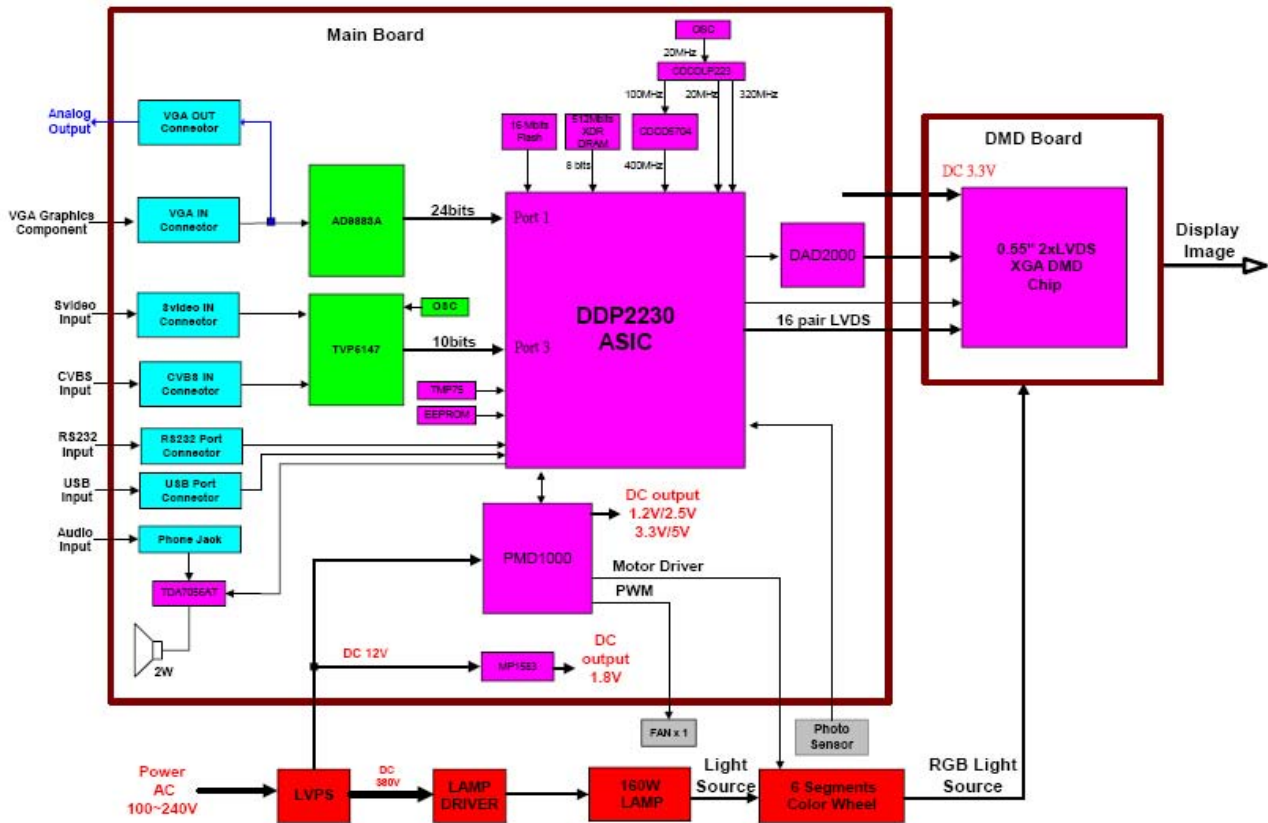 Main Board
OSC
20MHz
CDCDLP223
100MHz
20MHz
320MHz
Analog
Output
VGA OUT
Connector
16 Mbits
Flash
512Mbits
XDR
DRAM
8 bits
CDCD5704
400MHz
DMD Board
DC 3.3V
VGA Graphics
Component
VGA IN
Connector
AD9883A
24bits
Port 1
DAD2000
0.55" 2xLVDS
XGA DMD
Chip
Display
Image
Svideo
Input
Svideo IN
Connector
OSC
DDP2230
ASIC
16 pair LVDS
TVP5147
10bits
Port 3
CVBS
Input
CVBS IN
Connector
TMP75
EEPROM
RS232
Input
RS232 Port
Connector
USB
Input
USB Port
Connector
DC output
1.2V/2.5V
3.3V/5V
Audio
Input
Phone Jack
PMD1000
Motor Driver
PWM
TDA7056AT
2W
DC 12V
MP1583
DC
output
1.8V
FAN x 1
Photo
Sensor
Power
AC
100~240V
LVPS
DC
380V
LAMP
DRIVER
160W
LAMP
Light
Source
6 Segments
Color Wheel
RGB Light
Source